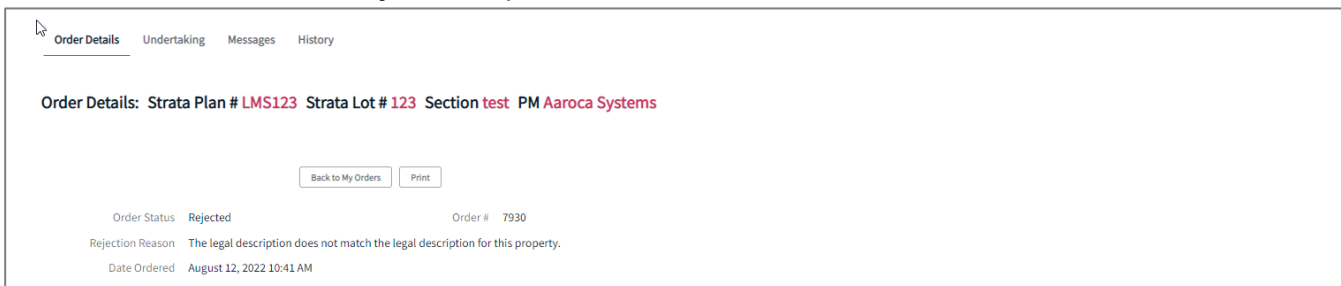 Order Details Undertaking Messages History
Order Details: Strata Plan # LMS123 Strata Lot # 123 Section test PM Aaroca Systems
Back to My Orders Print
Order Status Rejected Order # 7930
Rejection Reason The legal description does not match the legal description for this property.
Date Ordered August 12, 2022 10:41 AM